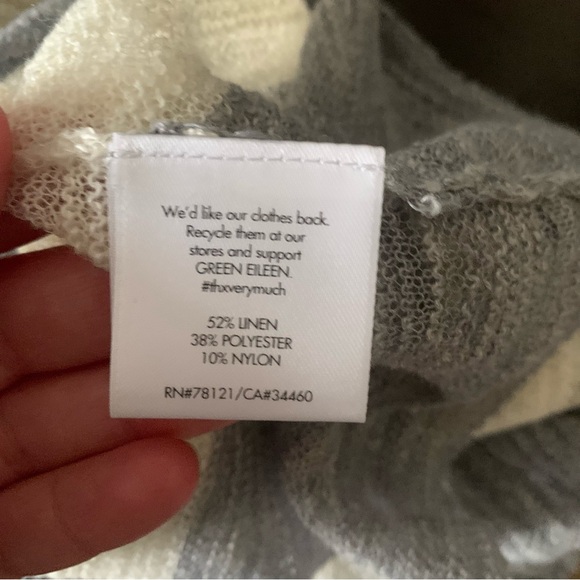 We'd like our clothes back.
Recycle them at our
stores and support
GREEN EILEEN.
#thxverymuch
52% LINEN
38% POLYESTER
10% NYLON
RN#78121/CA#34460